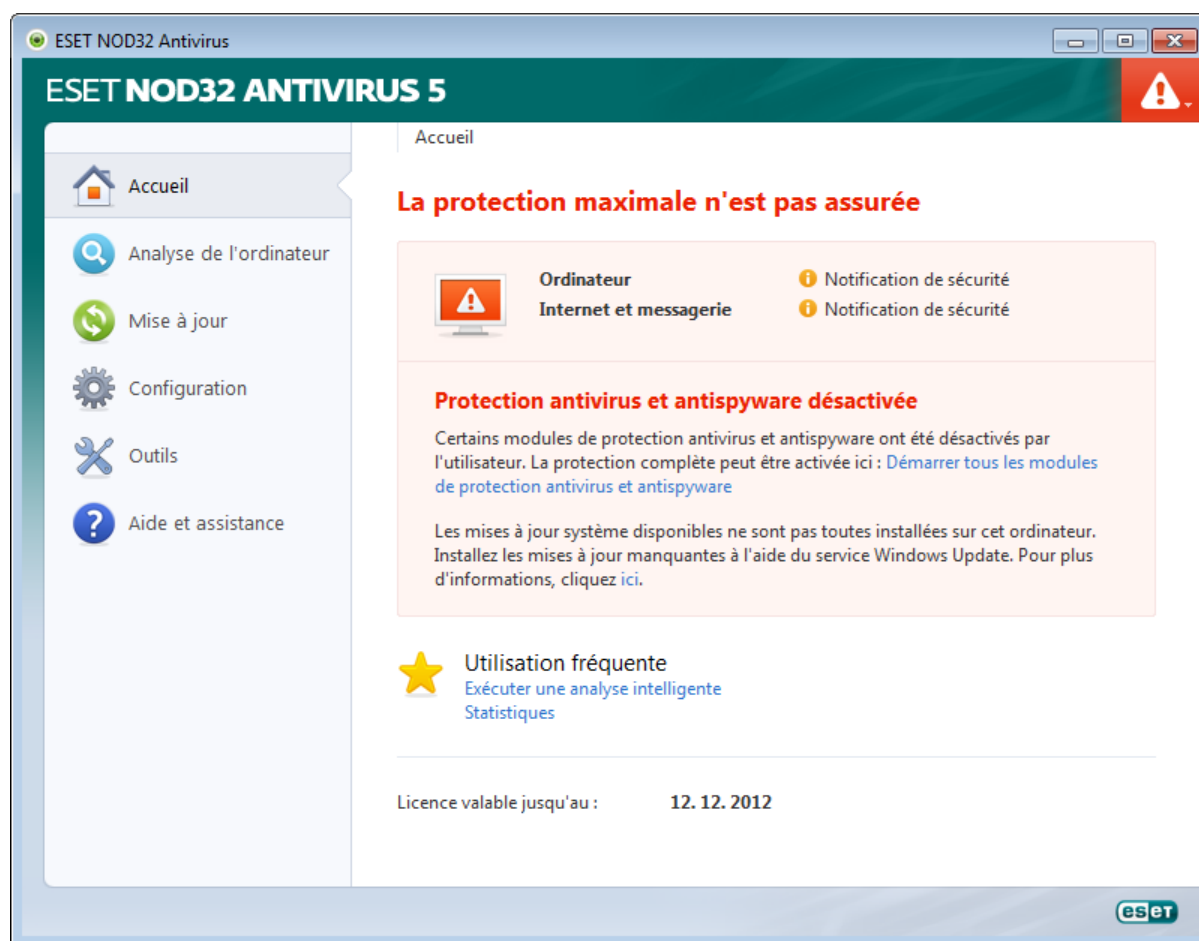 ESET NOD32 Antivirus
ESET NOD32 ANTIVIRUS 5
Accueil
Accueil
Analyse de l'ordinateur
Mise à jour
Configuration
Outils
Aide et assistance
La protection maximale n'est pas assurée
Ordinateur Notification de sécurité
Internet et messagerie Notification de sécurité
Protection antivirus et antispyware désactivée
Certains modules de protection antivirus et antispyware ont été désactivés par
l'utilisateur. La protection complète peut être activée ici : Démarrer tous les modules
de protection antivirus et antispyware
Les mises à jour système disponibles ne sont pas toutes installées sur cet ordinateur.
Installez les mises à jour manquantes à l'aide du service Windows Update. Pour plus
d'informations, cliquez ici.
Utilisation fréquente
Exécuter une analyse intelligente
Statistiques
Licence valable jusqu'au : 12. 12. 2012
eset